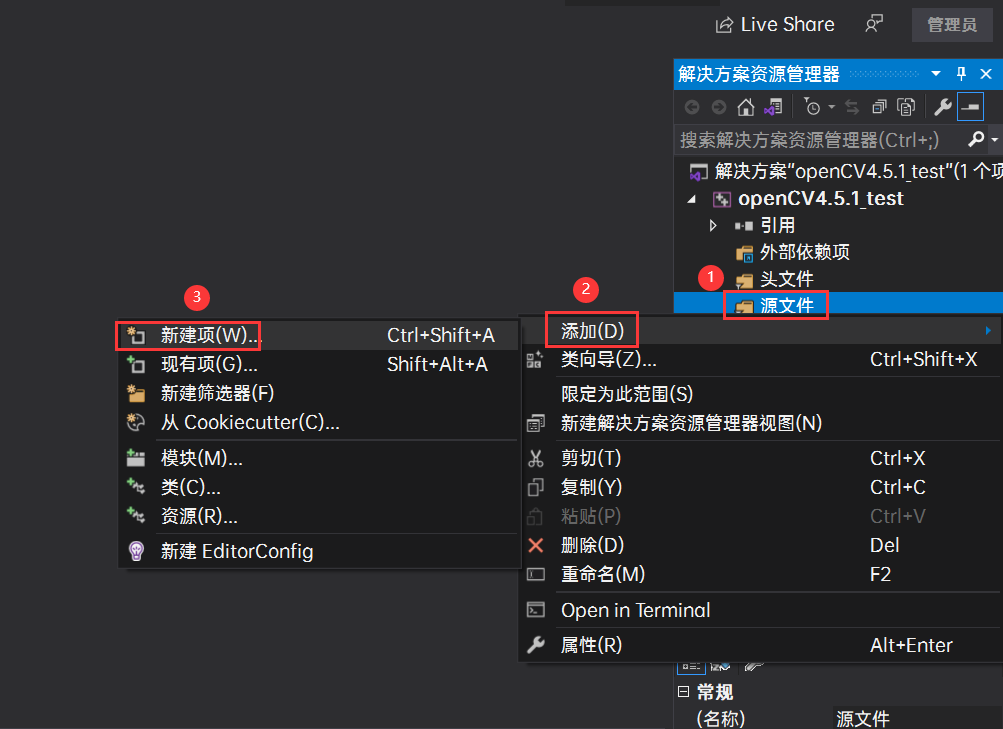 Live Share
管理员
解决方案资源管理器
搜索解决方案资源管理器(Ctrl+;)
解决方案"openCV4.5.1_test"(1 个项
openCV4.5.1_test
引用
外部依赖项
1
头文件
源文件
3
2
新建项(W)... Ctrl+Shift+A
现有项(G)... Shift+Alt+A
新建筛选器(F)
从 Cookiecutter(C)...
模块(M)...
类(C)...
资源(R)...
新建 EditorConfig
添加(D)
类向导(Z)... Ctrl+Shift+X
限定为此范围(S)
新建解决方案资源管理器视图(N)
剪切(T) Ctrl+X
复制(Y) Ctrl+C
粘贴(P) Ctrl+V
删除(D) Del
重命名(M) F2
Open in Terminal
属性(R) Alt+Enter
常规
(名称) 源文件